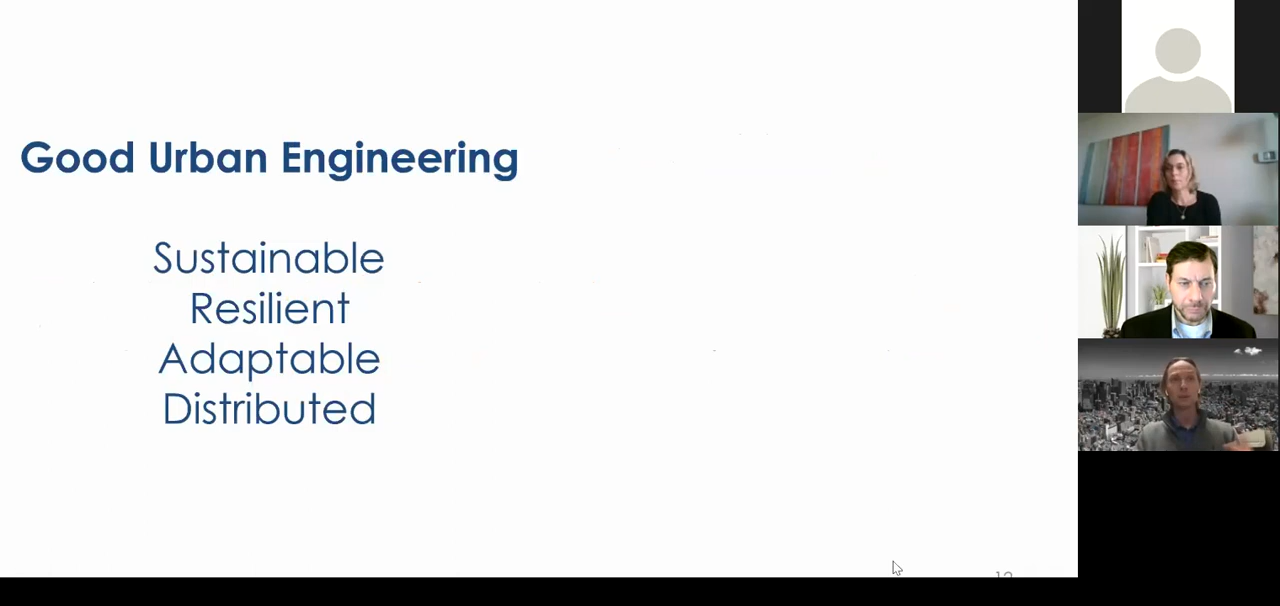 Good Urban Engineering
Sustainable
Resilient
Adaptable
Distributed